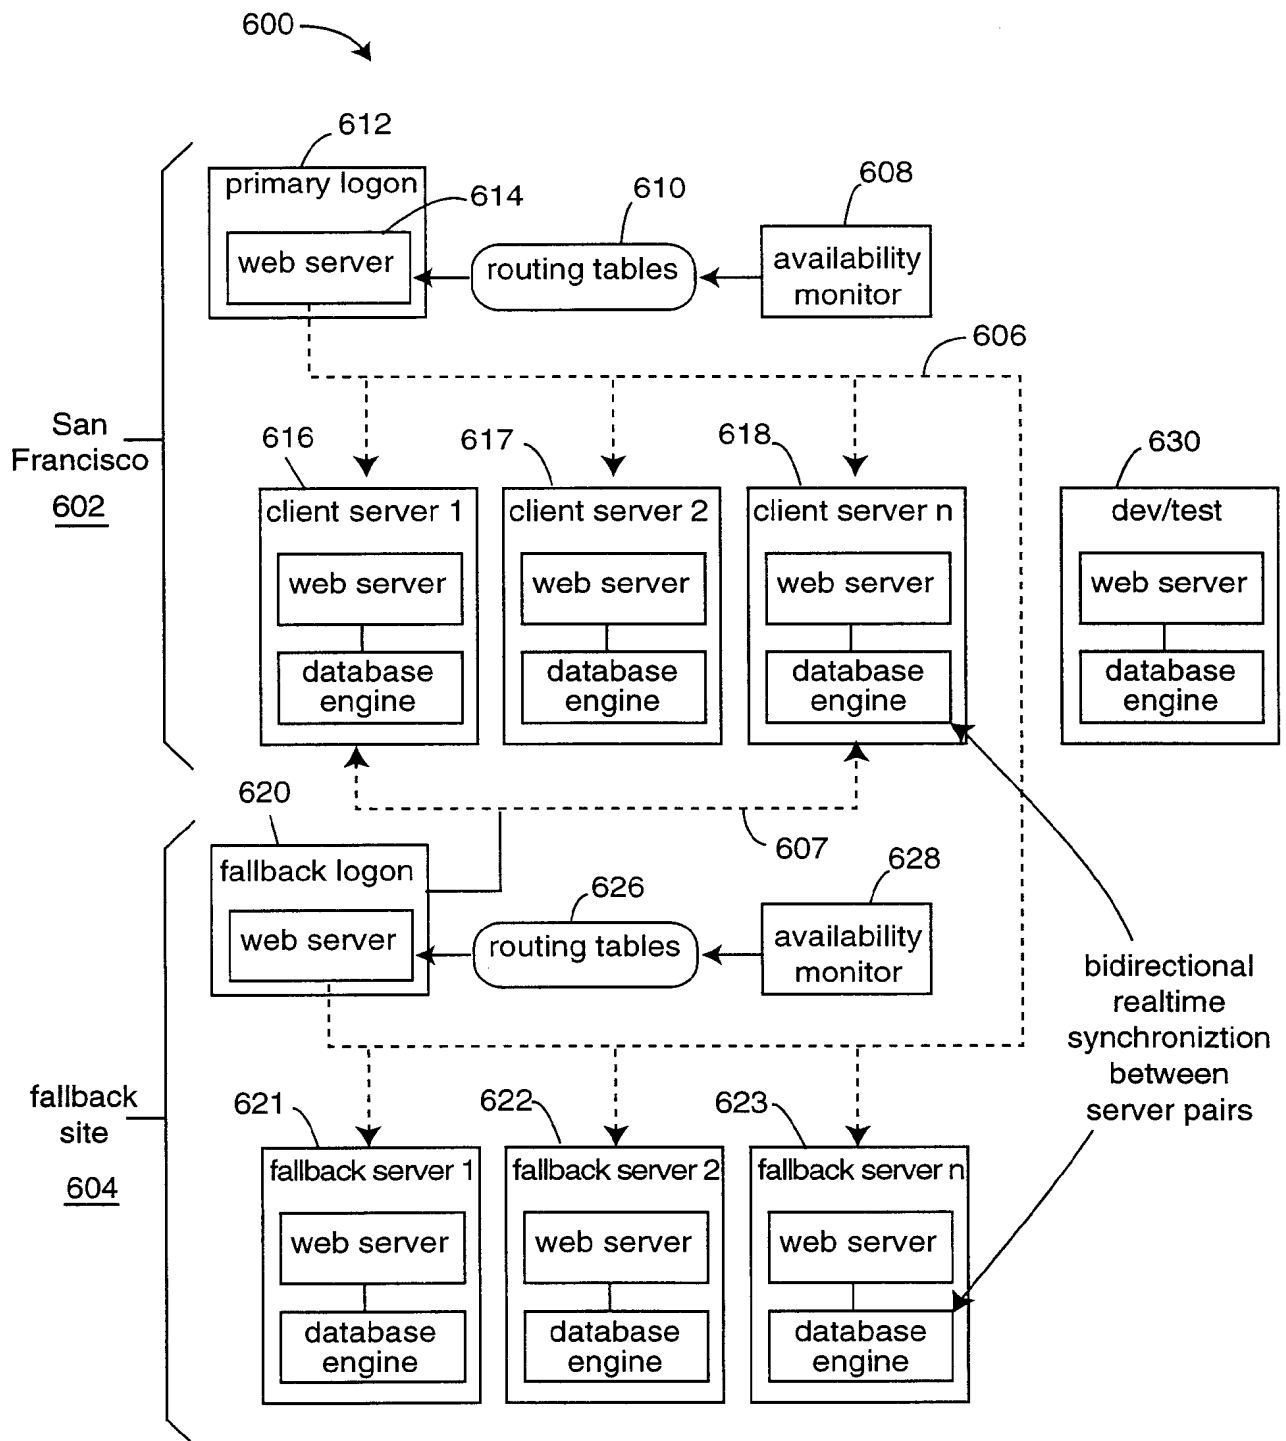 600
612
primary logon
614
web server
610
routing tables
608
availability
monitor
606
San
Francisco
602
616
client server 1
web server
database
engine
617
client server 2
web server
database
engine
618
client server n
web server
database
engine
630
dev/test
web server
database
engine
607
620
fallback logon
web server
626
routing tables
628
availability
monitor
bidirectional
realtime
synchroniztion
between
server pairs
fallback
site
604
621
fallback server 1
web server
database
engine
622
fallback server 2
web server
database
engine
623
fallback server n
web server
database
engine